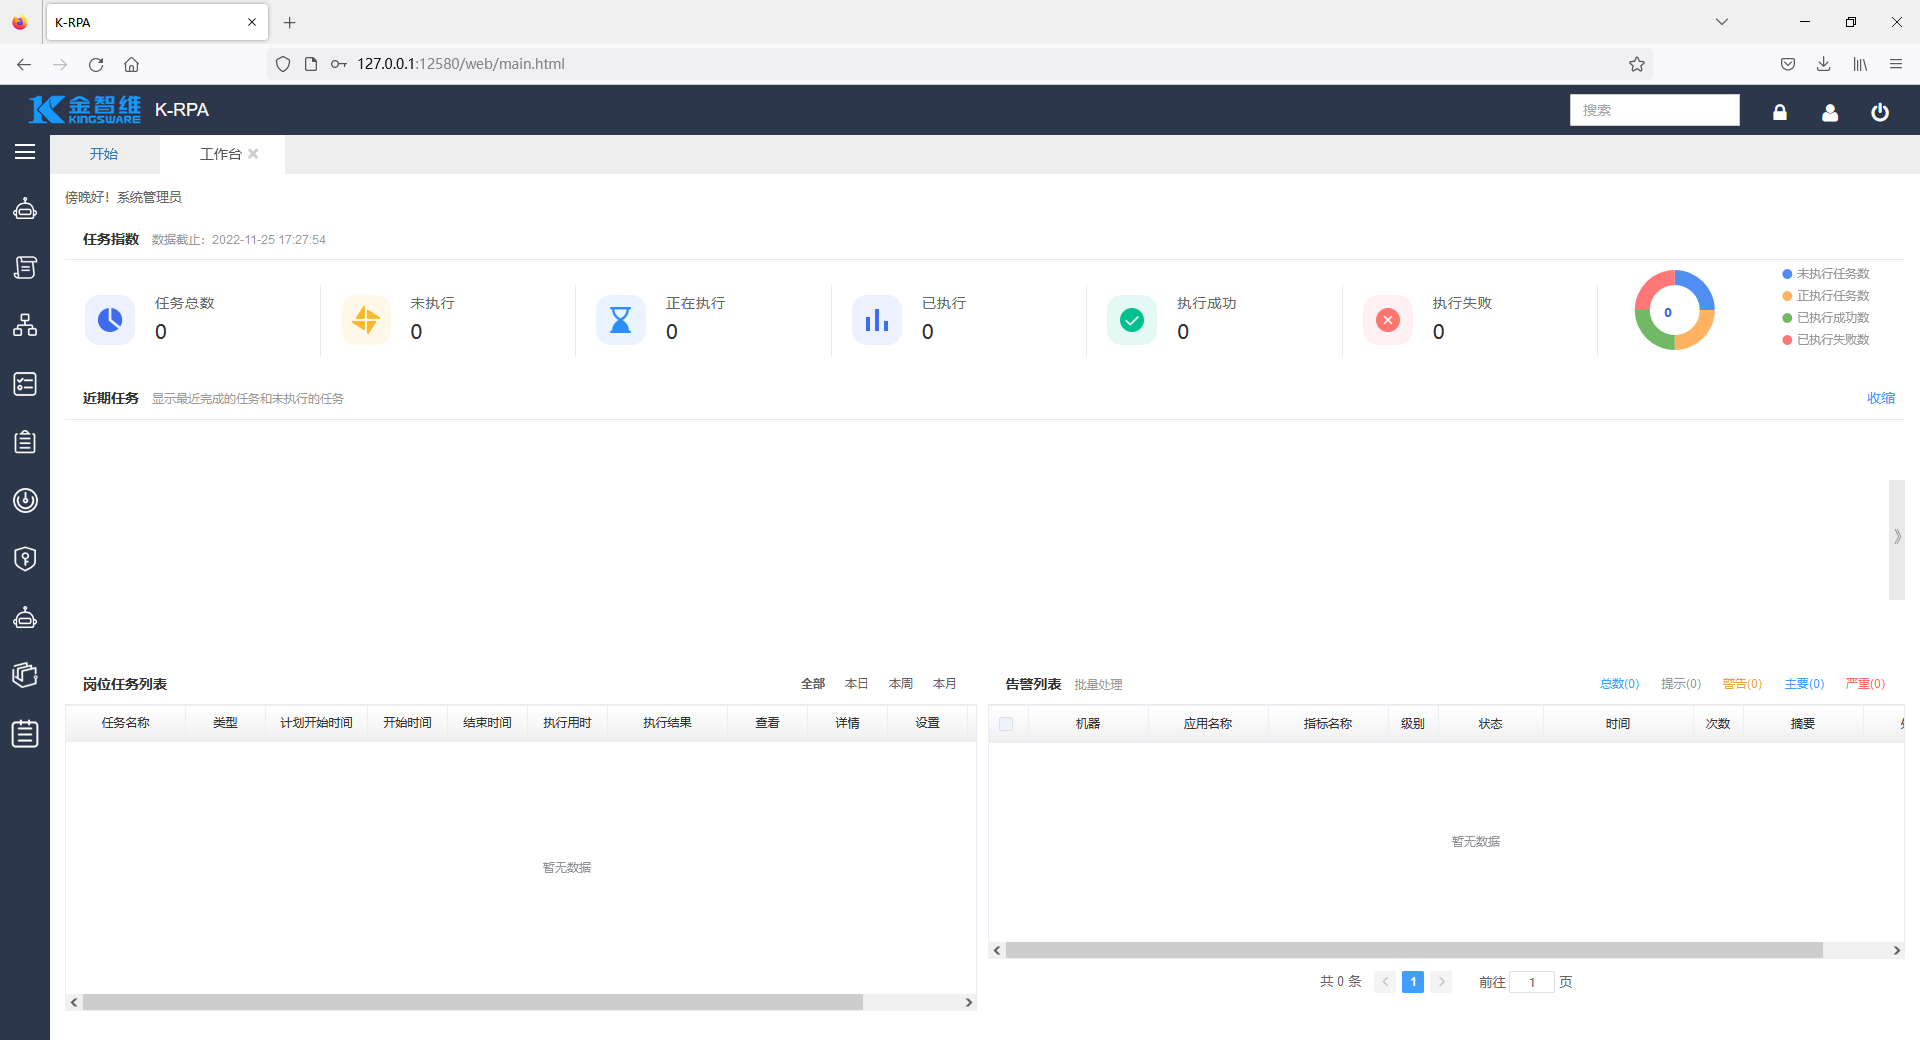 K-RPA
127.0.0.1:12580/web/main.html
金智维
KINGSWARE
K-RPA
搜索
开始
工作台
傍晚好！系统管理员
任务指数 数据截止：2022-11-25 17:27:54
任务总数
0
未执行
0
正在执行
0
已执行
0
执行成功
0
执行失败
0
0
未执行任务数
正执行任务数
已执行成功数
已执行失败数
近期任务 显示最近完成的任务和未执行的任务
收缩
岗位任务列表
全部 本日 本周 本月
任务名称 类型 计划开始时间 开始时间 结束时间 执行用时 执行结果 查看 详情 设置
暂无数据
告警列表 批量处理
总数(0) 提示(0) 警告(0) 主要(0) 严重(0)
机器 应用名称 指标名称 级别 状态 时间 次数 摘要
暂无数据
共 0 条 1 前往 1 页